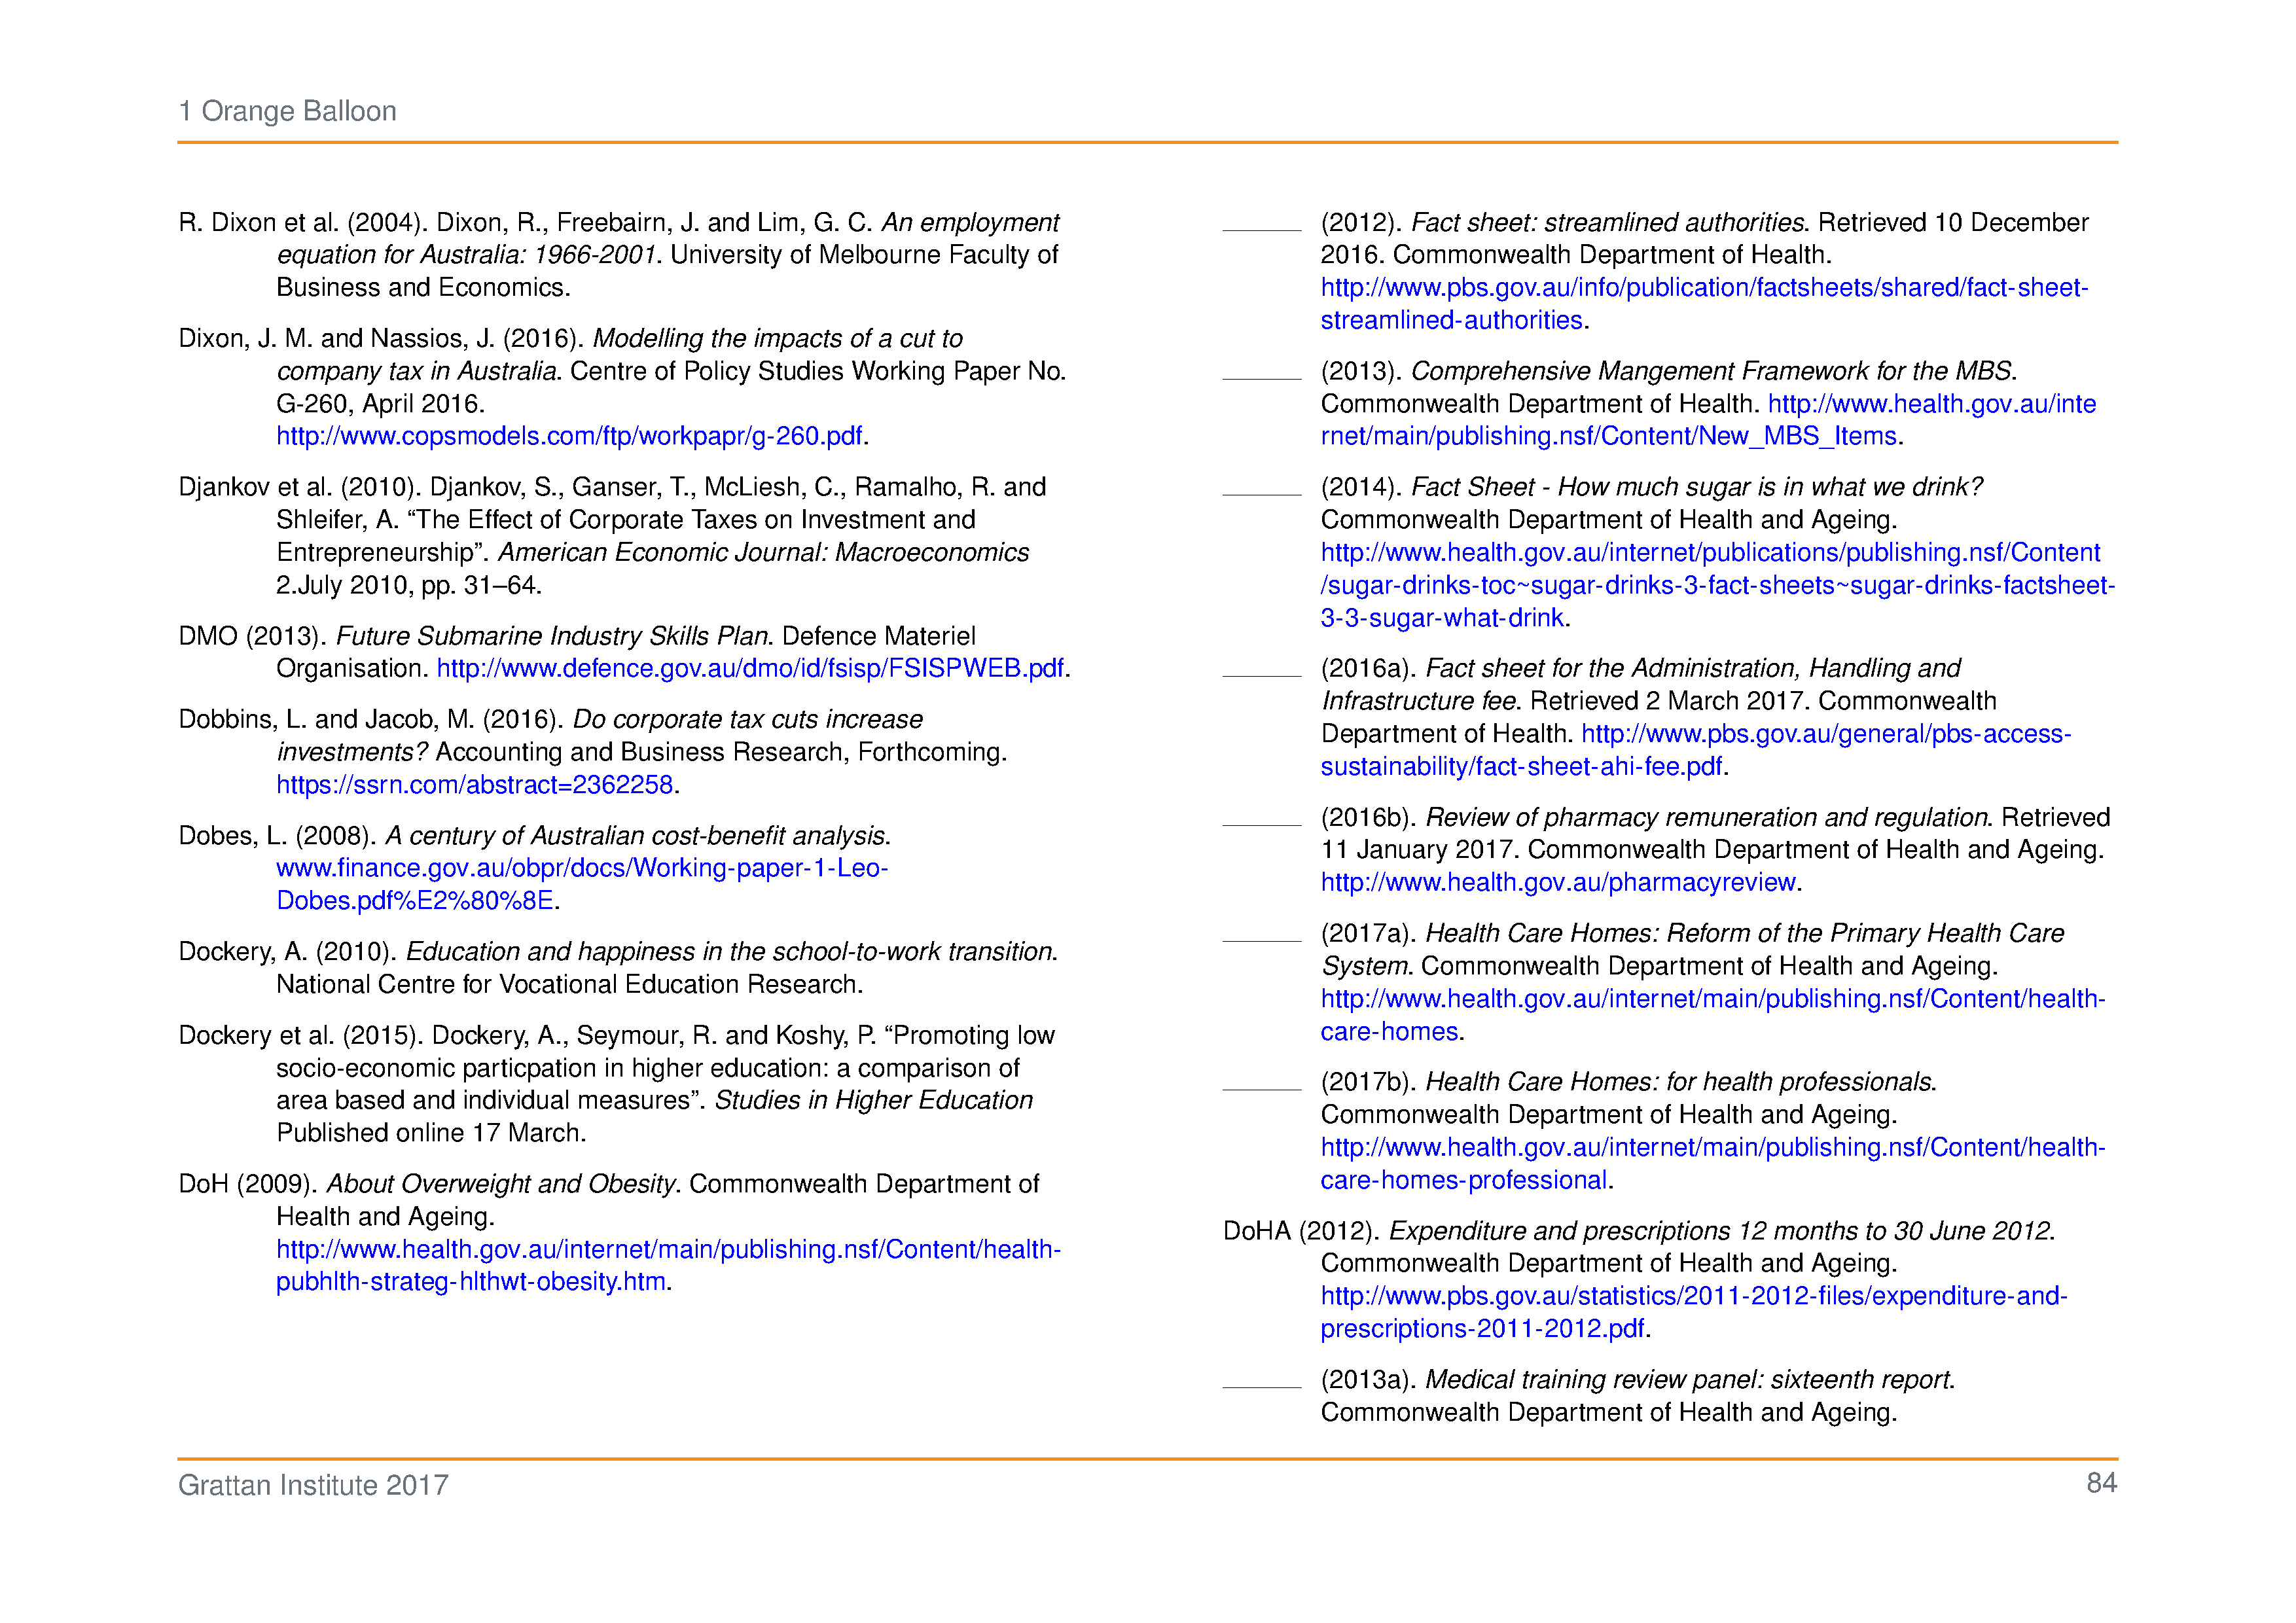 1 Orange Balloon
R. Dixon et al. (2004). Dixon, R., Freebairn, J. and Lim, G. C. An employment
equation for Australia: 1966-2001. University of Melbourne Faculty of
Business and Economics.
Dixon, J. M. and Nassios, J. (2016). Modelling the impacts of a cut to
company tax in Australia. Centre of Policy Studies Working Paper No.
G-260, April 2016.
http://www.copsmodels.com/ftp/workpapr/g-260.pdf.
Djankov et al. (2010). Djankov, S., Ganser, T., McLiesh, C., Ramalho, R. and
Shleifer, A. “The Effect of Corporate Taxes on Investment and
Entrepreneurship”. American Economic Journal: Macroeconomics
2.July 2010, pp. 31–64.
DMO (2013). Future Submarine Industry Skills Plan. Defence Materiel
Organisation. http://www.defence.gov.au/dmo/id/fsisp/FSISPWEB.pdf.
Dobbins, L. and Jacob, M. (2016). Do corporate tax cuts increase
investments? Accounting and Business Research, Forthcoming.
https://ssrn.com/abstract=2362258.
Dobes, L. (2008). A century of Australian cost-benefit analysis.
www.finance.gov.au/obpr/docs/Working-paper-1-Leo-
Dobes.pdf%E2%80%8E.
Dockery, A. (2010). Education and happiness in the school-to-work transition.
National Centre for Vocational Education Research.
Dockery et al. (2015). Dockery, A., Seymour, R. and Koshy, P. “Promoting low
socio-economic particpation in higher education: a comparison of
area based and individual measures”. Studies in Higher Education
Published online 17 March.
DoH (2009). About Overweight and Obesity. Commonwealth Department of
Health and Ageing.
http://www.health.gov.au/internet/main/publishing.nsf/Content/health-
pubhlth-strateg-hlthwt-obesity.htm.
(2012). Fact sheet: streamlined authorities. Retrieved 10 December
2016. Commonwealth Department of Health.
http://www.pbs.gov.au/info/publication/factsheets/shared/fact-sheet-
streamlined-authorities.
(2013). Comprehensive Mangement Framework for the MBS.
Commonwealth Department of Health. http://www.health.gov.au/inte
rnet/main/publishing.nsf/Content/New_MBS_Items.
(2014). Fact Sheet - How much sugar is in what we drink?
Commonwealth Department of Health and Ageing.
http://www.health.gov.au/internet/publications/publishing.nsf/Content
/sugar-drinks-toc~sugar-drinks-3-fact-sheets~sugar-drinks-factsheet-
3-3-sugar-what-drink.
(2016a). Fact sheet for the Administration, Handling and
Infrastructure fee. Retrieved 2 March 2017. Commonwealth
Department of Health. http://www.pbs.gov.au/general/pbs-access-
sustainability/fact-sheet-ahi-fee.pdf.
(2016b). Review of pharmacy remuneration and regulation. Retrieved
11 January 2017. Commonwealth Department of Health and Ageing.
http://www.health.gov.au/pharmacyreview.
(2017a). Health Care Homes: Reform of the Primary Health Care
System. Commonwealth Department of Health and Ageing.
http://www.health.gov.au/internet/main/publishing.nsf/Content/health-
care-homes.
(2017b). Health Care Homes: for health professionals.
Commonwealth Department of Health and Ageing.
http://www.health.gov.au/internet/main/publishing.nsf/Content/health-
care-homes-professional.
DoHA (2012). Expenditure and prescriptions 12 months to 30 June 2012.
Commonwealth Department of Health and Ageing.
http://www.pbs.gov.au/statistics/2011-2012-files/expenditure-and-
prescriptions-2011-2012.pdf.
(2013a). Medical training review panel: sixteenth report.
Commonwealth Department of Health and Ageing.
Grattan Institute 2017
84